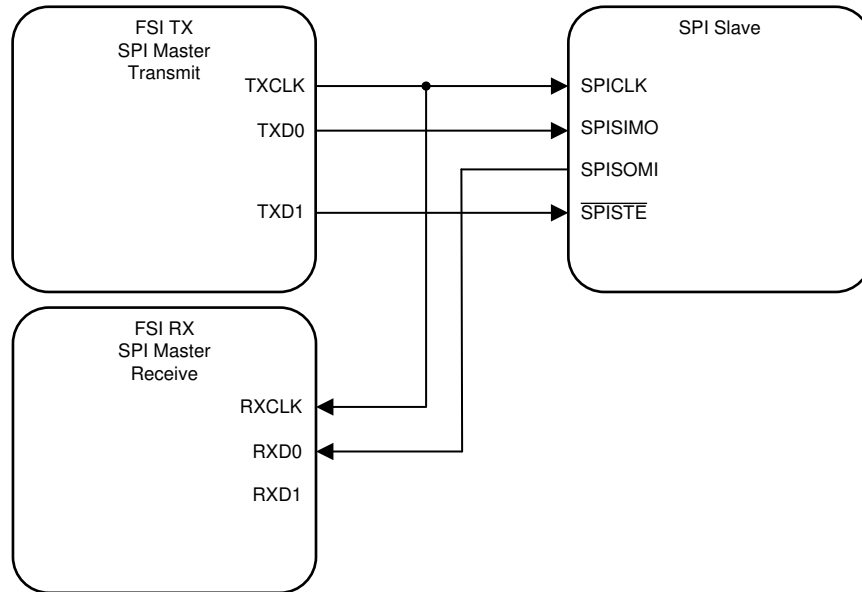 FSI TX
SPI Master
Transmit
TXCLK
TXD0
TXD1
SPI Slave
SPICLK
SPISIMO
SPISOMI
SPISTE
FSI RX
SPI Master
Receive
RXCLK
RXD0
RXD1